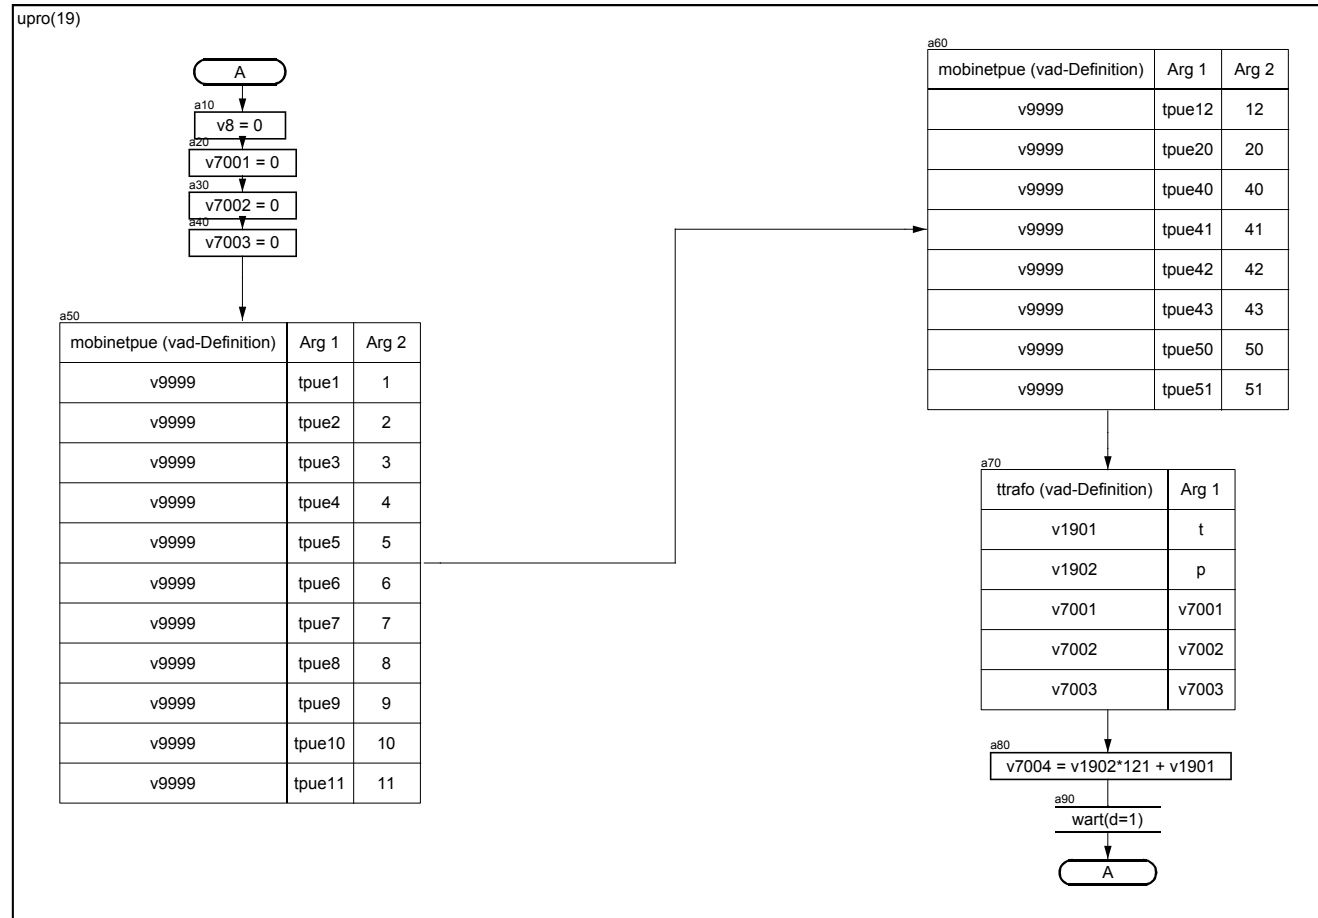 upro(19)
A
a10
v8 = 0
a20
v7001 = 0
a30
v7002 = 0
a40
v7003 = 0
a50
mobinetpue (vad-Definition) Arg 1 Arg 2
v9999 tpue1 1
v9999 tpue2 2
v9999 tpue3 3
v9999 tpue4 4
v9999 tpue5 5
v9999 tpue6 6
v9999 tpue7 7
v9999 tpue8 8
v9999 tpue9 9
v9999 tpue10 10
v9999 tpue11 11
a60
mobinetpue (vad-Definition) Arg 1 Arg 2
v9999 tpue12 12
v9999 tpue20 20
v9999 tpue40 40
v9999 tpue41 41
v9999 tpue42 42
v9999 tpue43 43
v9999 tpue50 50
v9999 tpue51 51
a70
ttrafo (vad-Definition) Arg 1
v1901 t
v1902 p
v7001 v7001
v7002 v7002
v7003 v7003
a80
v7004 = v1902*121 + v1901
a90
wart(d=1)
A